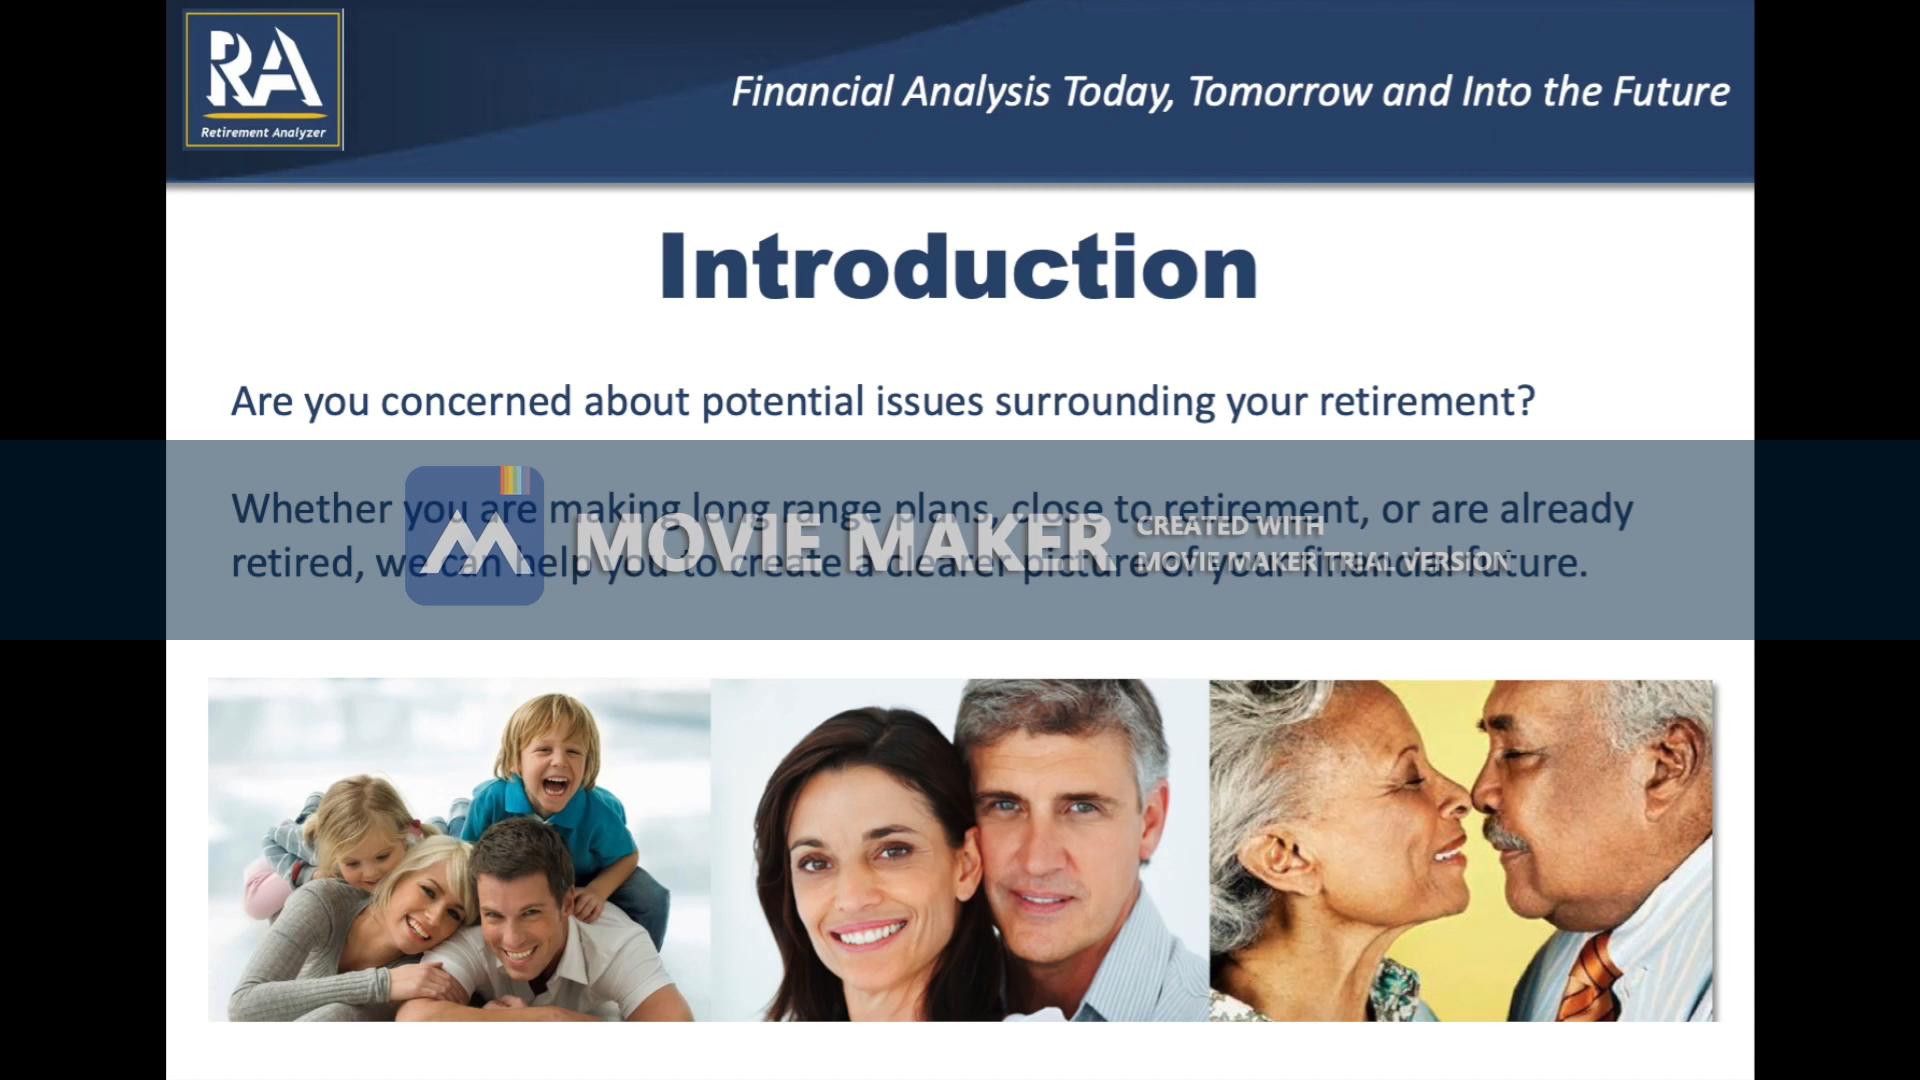 RA
Retirement Analyzer
Financial Analysis Today, Tomorrow and Into the Future
Introduction
Are you concerned about potential issues surrounding your retirement?
Whether you are making long range plans, close to retirement, or are already
retired, we can help you to create a clearer picture of your financial future.
MOVIE MAKER
CREATED WITH
MOVIE MAKER TRIAL VERSION